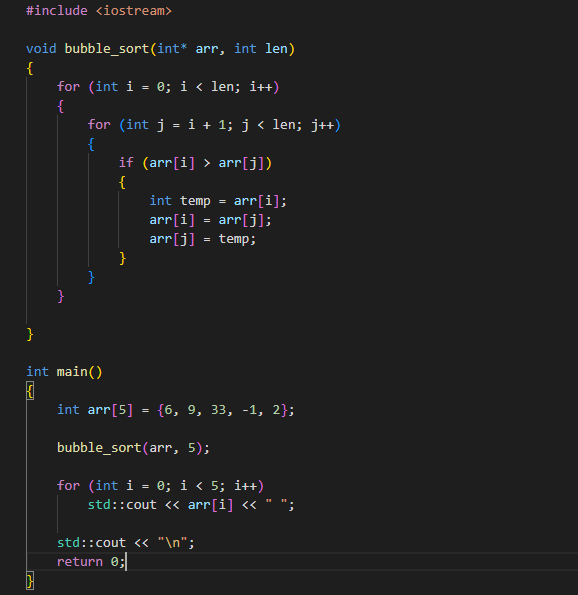 #include <iostream>
void bubble_sort(int* arr, int len)
{
for (int i = 0; i < len; i++)
{
for (int j = i + 1; j < len; j++)
{
if (arr[i] > arr[j])
{
int temp = arr[i];
arr[i] = arr[j];
arr[j] = temp;
}
}
}
}
int main()
{
int arr[5] = {6, 9, 33, -1, 2};
bubble_sort(arr, 5);
for (int i = 0; i < 5; i++)
std::cout << arr[i] << " ";
std::cout << "\n";
return 0;
}